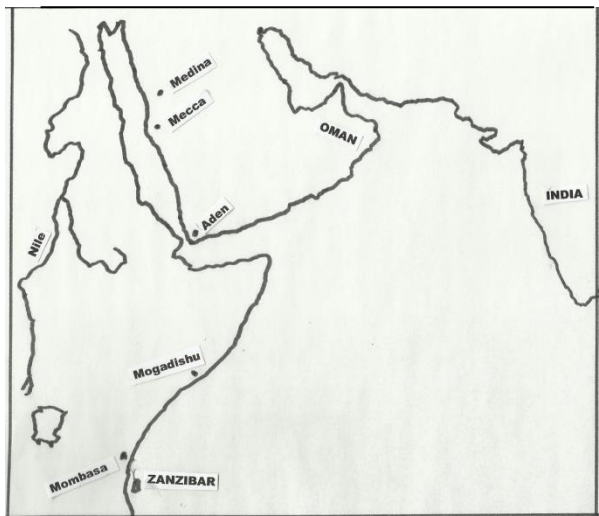 Medina
Mecca
OMAN
INDIA
Aden
Nile
Mogadishu
Mombasa
ZANZIBAR